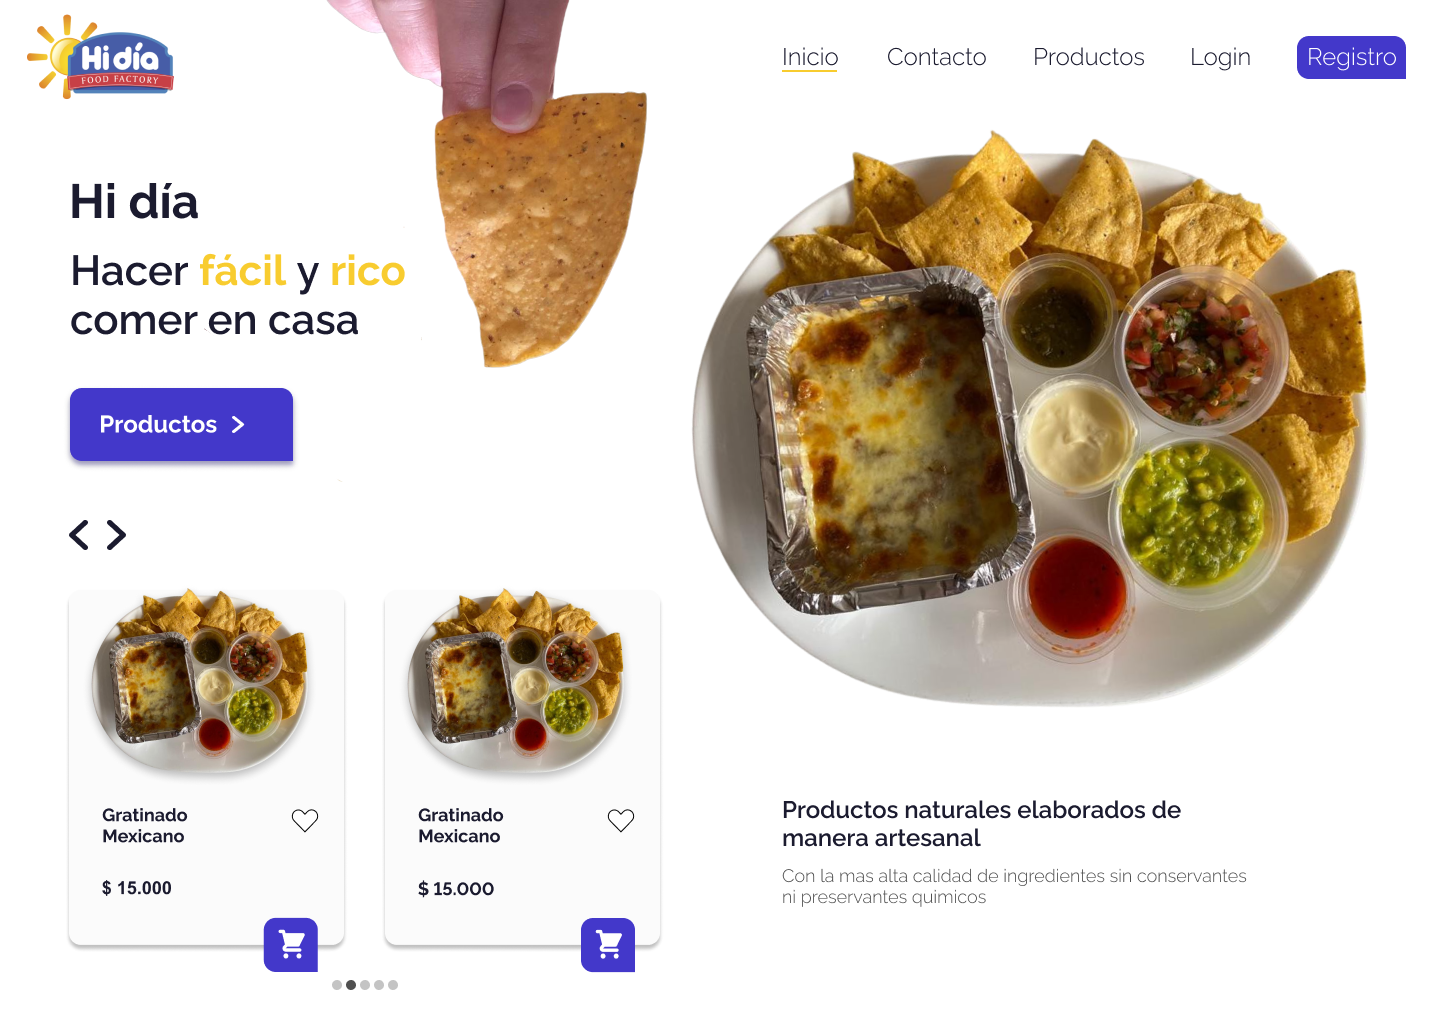 Hi día
FOOD FACTORY
Inicio
Contacto
Productos
Login
Registro
Hi día
Hacer fácil y rico
comer en casa
Productos
Gratinado
Mexicano
$ 15.000
Gratinado
Mexicano
$ 15.000
Productos naturales elaborados de
manera artesanal
Con la mas alta calidad de ingredientes sin conservantes
ni preservantes quimicos